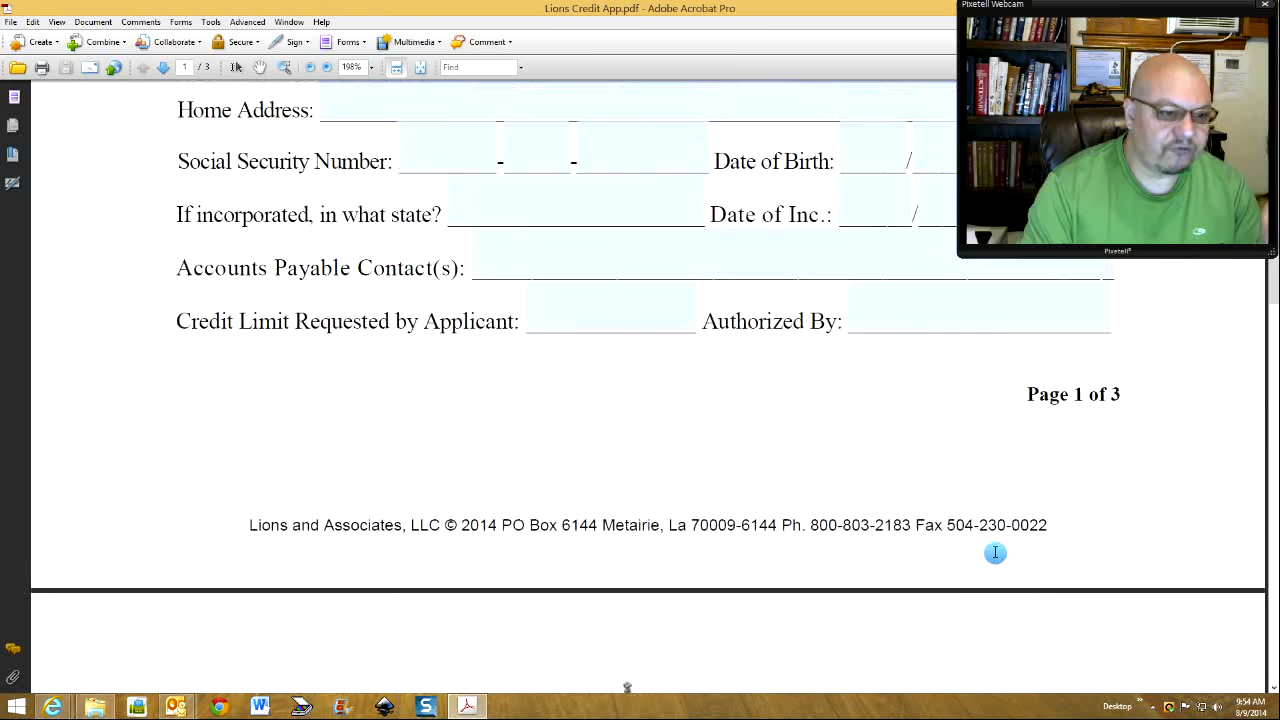 Lions Credit App.pdf - Adobe Acrobat Pro
Pixetell Webcam
File Edit View Document Comments Forms Tools Advanced Window Help
Create Combine Collaborate Secure Sign Forms Multimedia Comment
1 / 3 198% Find
DICTIONARY
Home Address:
Social Security Number: - - Date of Birth: /
If incorporated, in what state? Date of Inc.: /
Pixetell®
Accounts Payable Contact(s):
Credit Limit Requested by Applicant: Authorized By:
Page 1 of 3
Lions and Associates, LLC © 2014 PO Box 6144 Metairie, La 70009-6144 Ph. 800-803-2183 Fax 504-230-0022
Desktop
9:54 AM
8/9/2014